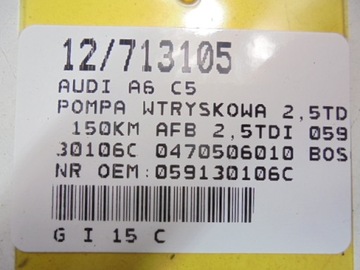 12/713105
AUDI A6 C5
POMPA WTRYSKOWA 2,5TD
150KM AFB 2,5TDI 059
30106C 0470506010 BOS
NR OEM:059130106C
G I 15 C